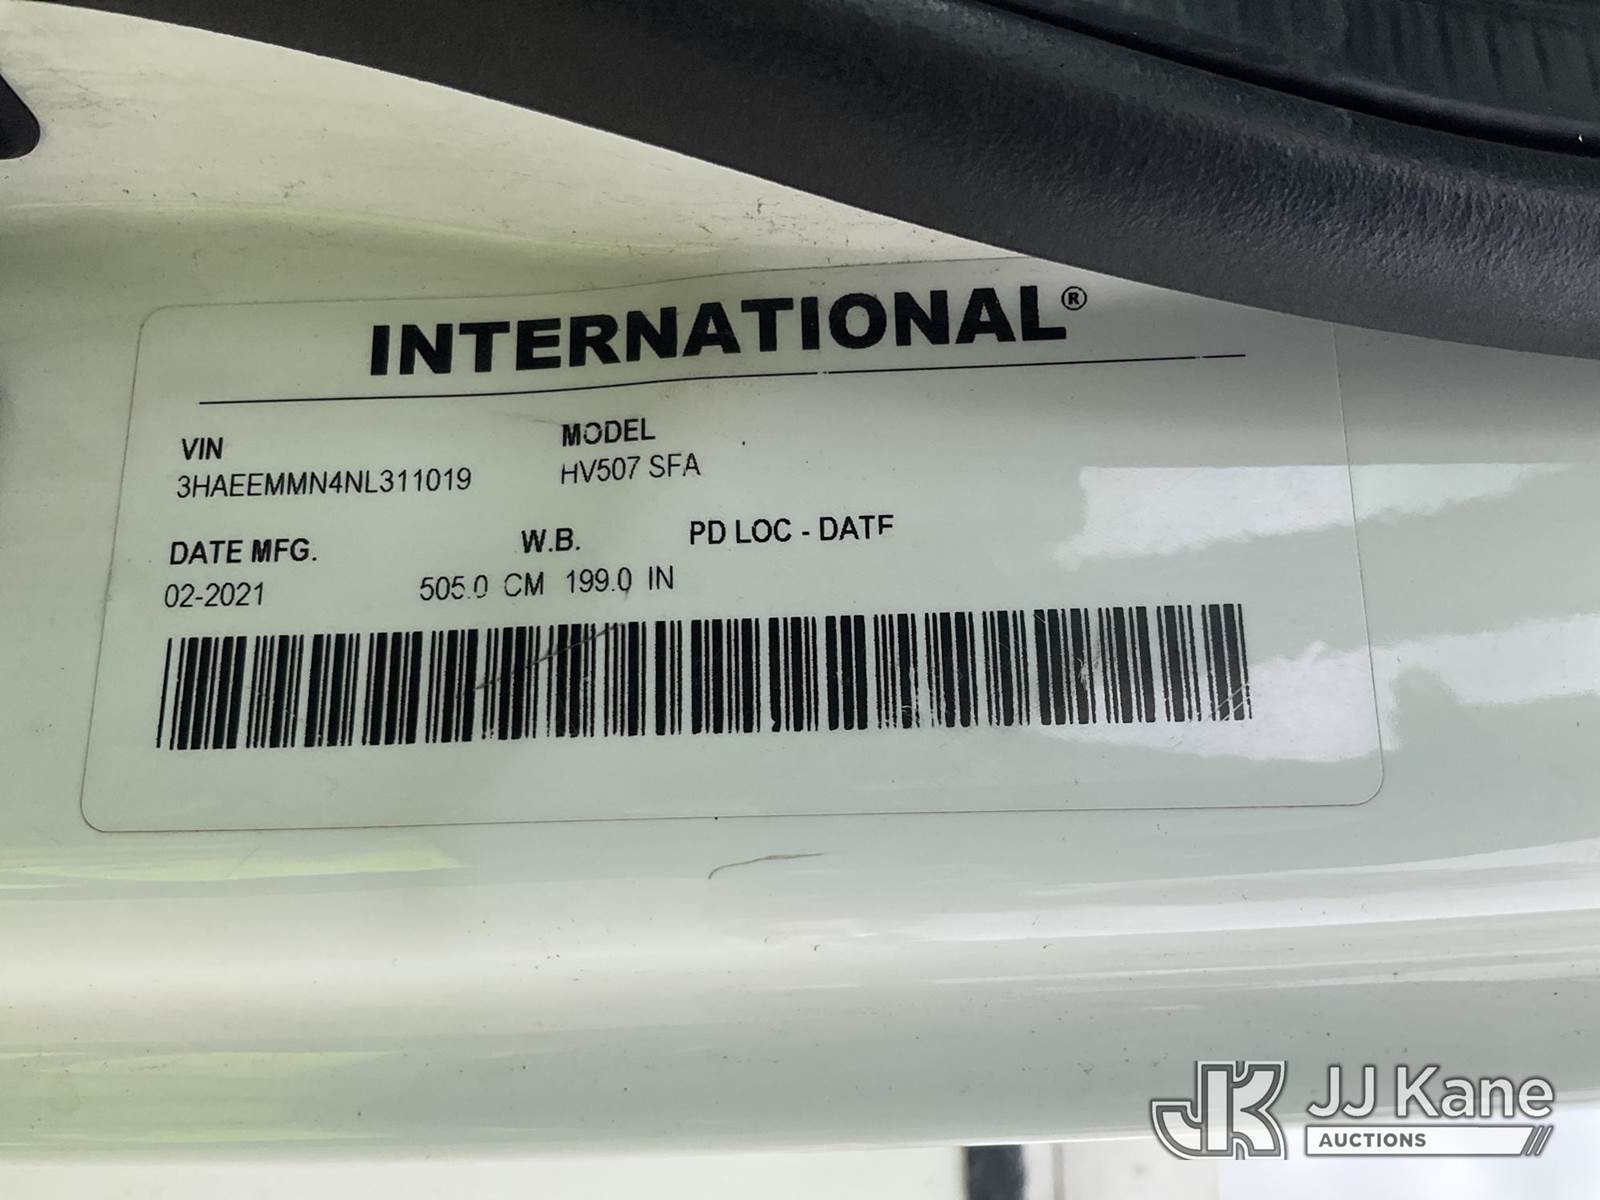 INTERNATIONAL®
VIN
3HAEEMMN4NL311019
MODEL
HV507 SFA
DATE MFG.
02-2021
W.B.
505.0 CM 199.0 IN
PD LOC - DATE
JK JJ Kane
AUCTIONS